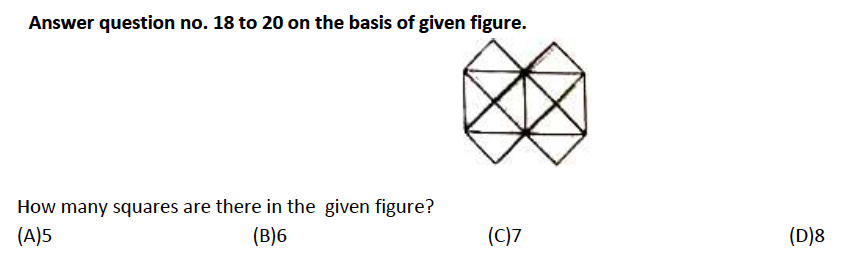 Answer question no. 18 to 20 on the basis of given figure.
How many squares are there in the given figure?
(A)5 (B)6 (C)7 (D)8